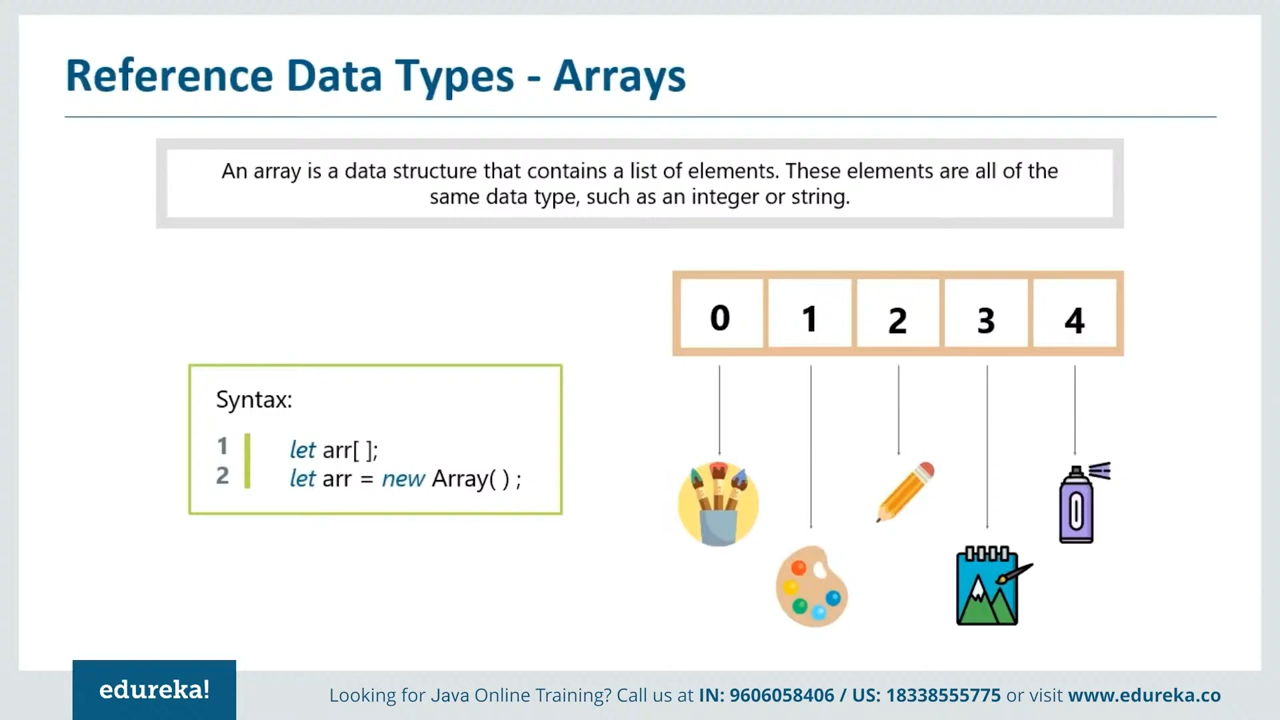 Reference Data Types - Arrays
An array is a data structure that contains a list of elements. These elements are all of the
same data type, such as an integer or string.
0 1 2 3 4
Syntax:
1 let arr[ ];
2 let arr = new Array( ) ;
edureka!
Looking for Java Online Training? Call us at IN: 9606058406 / US: 18338555775 or visit www.edureka.co